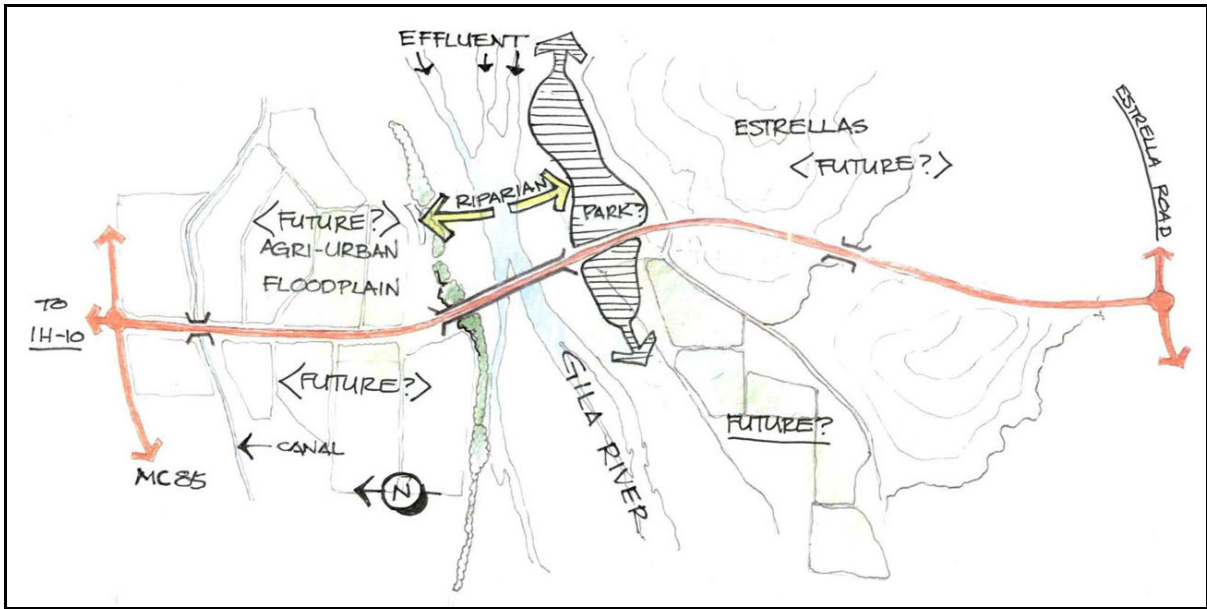 EFFLUENT
ESTRELLA ROAD
ESTRELLAS
<FUTURE?>
RIPARIAN
<FUTURE?>
AGRI-URBAN
FLOODPLAIN
PARK?
TO
IH-10
<FUTURE?>
GILA RIVER
FUTURE?
CANAL
MC85
N